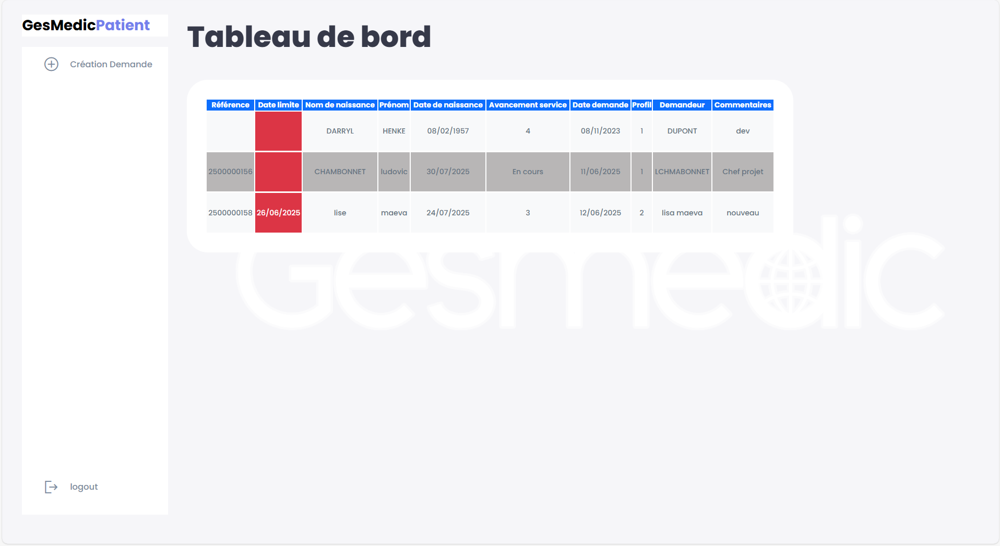 GesMedicPatient
Tableau de bord
Création Demande
Référence Date limite Nom de naissance Prénom Date de naissance Avancement service Date demande Profil Demandeur Commentaires
DARRYL HENKE 08/02/1957 4 08/11/2023 1 DUPONT dev
2500000156 CHAMBONNET ludovic 30/07/2025 En cours 11/06/2025 1 LCHMABONNET Chef projet
2500000158 26/06/2025 lise maeva 24/07/2025 3 12/06/2025 2 lisa maeva nouveau
Gesmedic
logout